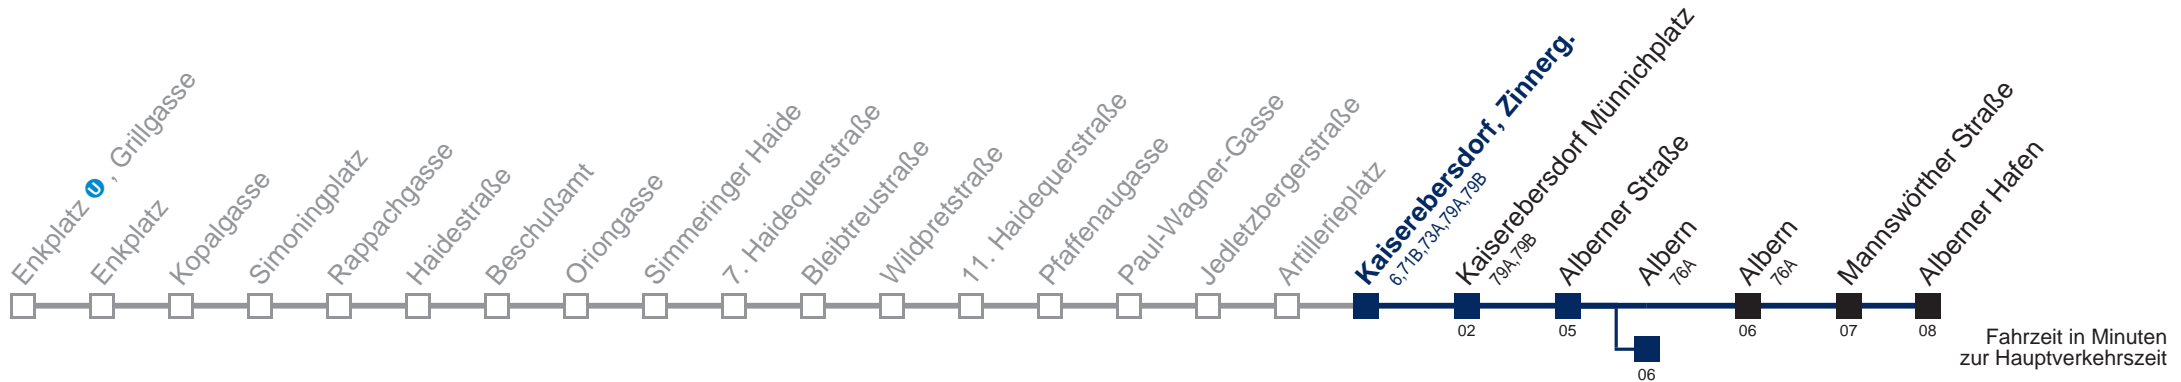 Enkplatz U , Grillgasse
Enkplatz
Kopalgasse
Simoningplatz
Rappachgasse
Haidestraße
Beschußamt
Oriongasse
Simmeringer Haide
7. Haidequerstraße
Bleibtreustraße
Wildpretstraße
11. Haidequerstraße
Pfaffenaugasse
Paul-Wagner-Gasse
Jedletzbergerstraße
Artillerieplatz
Kaiserebersdorf, Zinnerg.
6,71B,73A,79A,79B
Kaiserebersdorf Münnichplatz
79A,79B
Alberner Straße
Albern
76A
Albern
76A
Mannswörther Straße
Alberner Hafen
02
05
06
07
08
06
Fahrzeit in Minuten
zur Hauptverkehrszeit